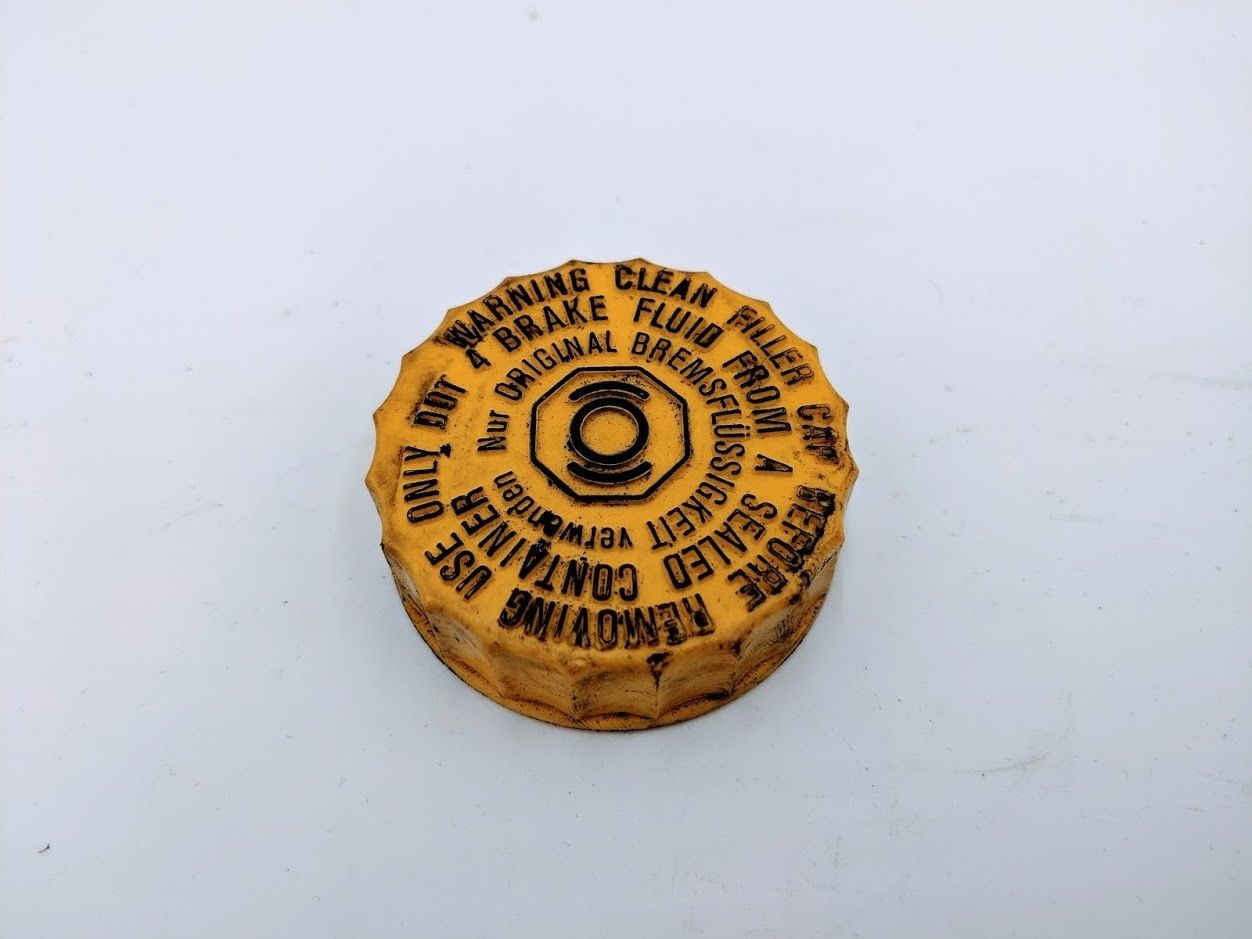 WARNING CLEAN FILLER CAP BEFORE REMOVING
USE ONLY DOT 4 BRAKE FLUID FROM A SEALED CONTAINER
Nur ORIGINAL BREMSFLÜSSIGKEIT verwenden